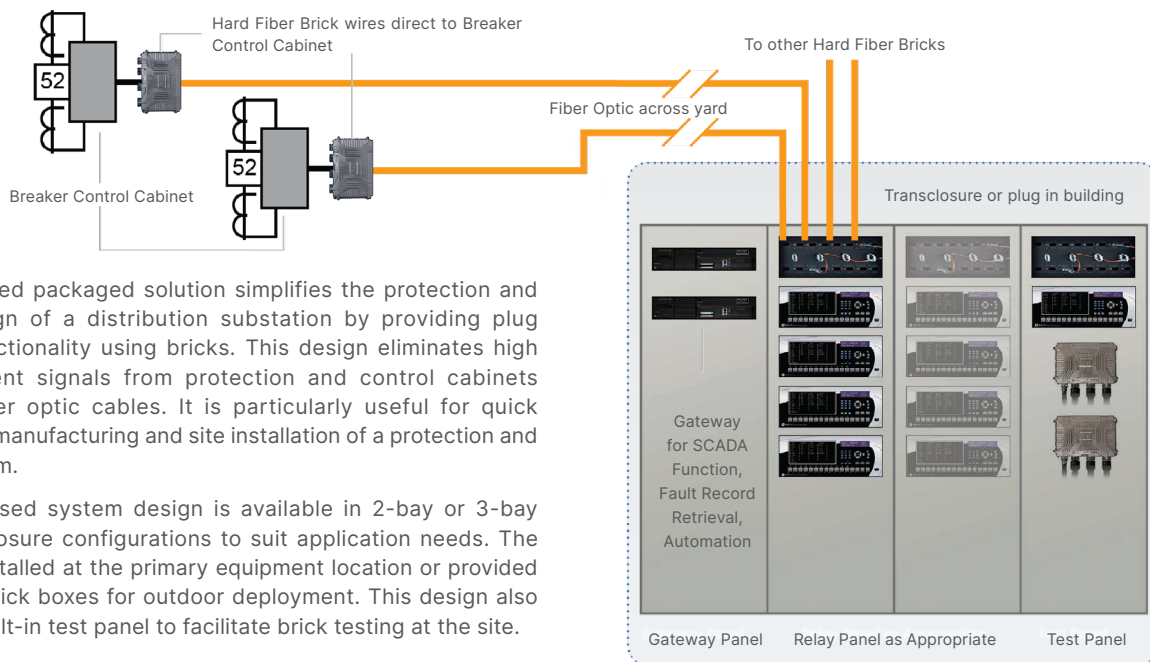 Hard Fiber Brick wires direct to Breaker
Control Cabinet
To other Hard Fiber Bricks
52
Fiber Optic across yard
52
Breaker Control Cabinet
Transclosure or plug in building
ed packaged solution simplifies the protection and
gn of a distribution substation by providing plug
ctionality using bricks. This design eliminates high
ent signals from protection and control cabinets
er optic cables. It is particularly useful for quick
manufacturing and site installation of a protection and
m.
sed system design is available in 2-bay or 3-bay
osure configurations to suit application needs. The
talled at the primary equipment location or provided
ick boxes for outdoor deployment. This design also
lt-in test panel to facilitate brick testing at the site.
Gateway
for SCADA
Function,
Fault Record
Retrieval,
Automation
Gateway Panel
Relay Panel as Appropriate
Test Panel